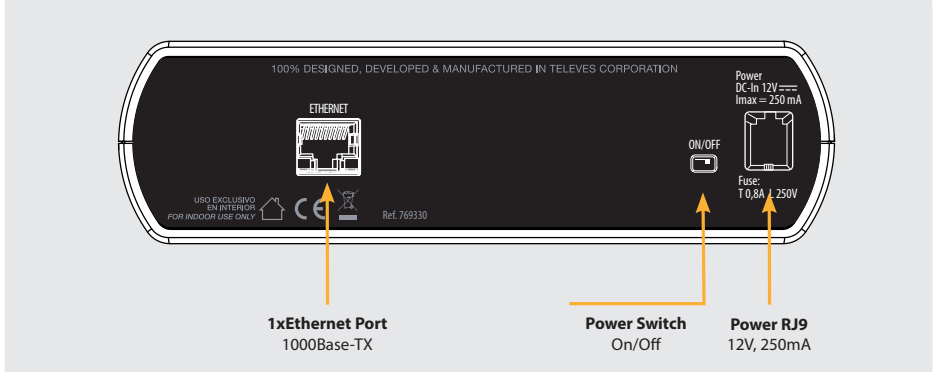 100% DESIGNED, DEVELOPED & MANUFACTURED IN TELEVES CORPORATION
Power
DC-In 12V
Imax = 250 mA
ETHERNET
ON/OFF
Fuse:
T 0,8A L 250V
USO EXCLUSIVO
EN INTERIOR
FOR INDOOR USE ONLY
CE
Ref. 769330
1xEthernet Port
1000Base-TX
Power Switch
On/Off
Power RJ9
12V, 250mA